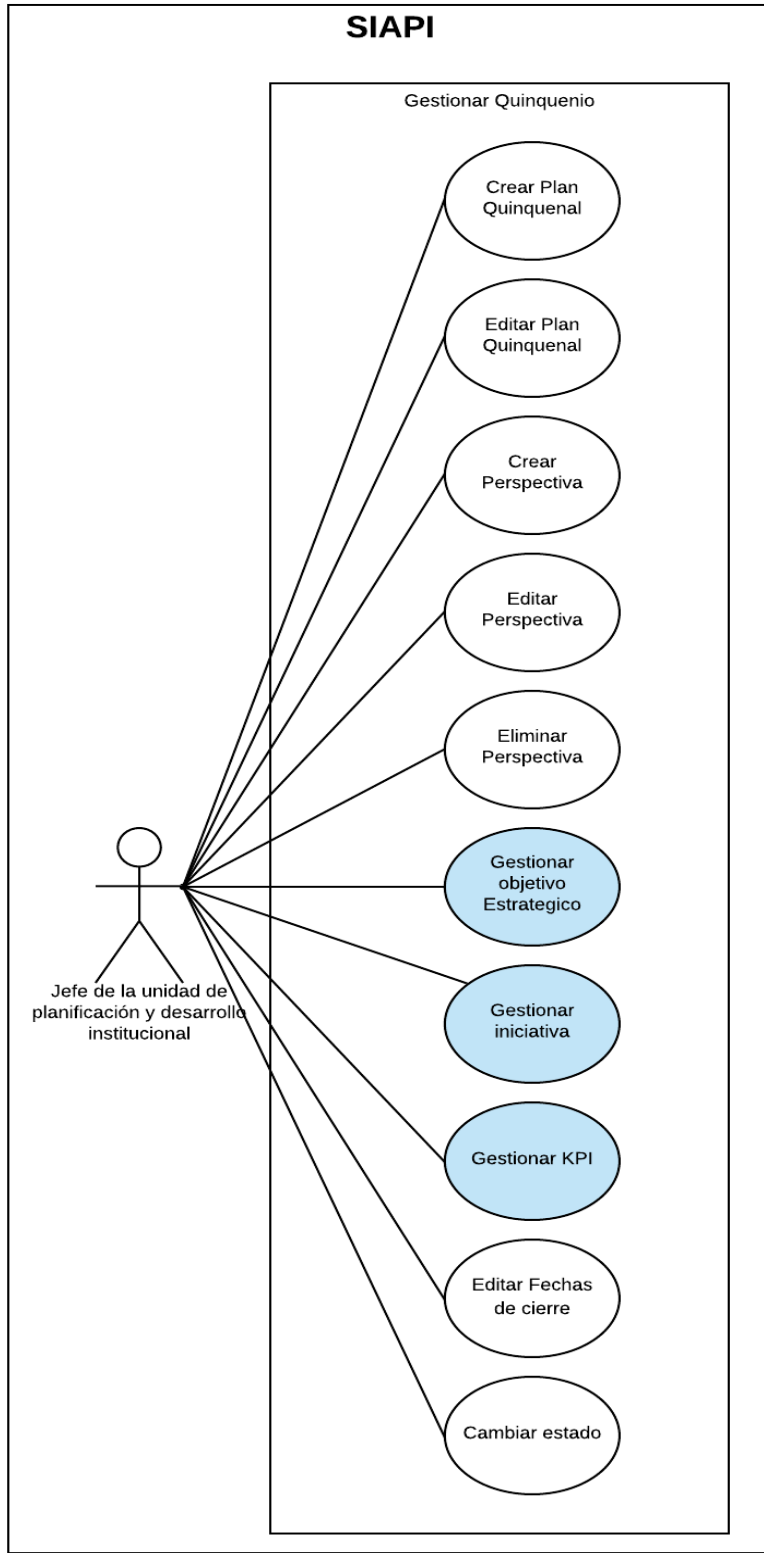 SIAPI
Gestionar Quinquenio
Crear Plan
Quinquenal
Editar Plan
Quinquenal
Crear
Perspectiva
Editar
Perspectiva
Eliminar
Perspectiva
Gestionar
objetivo
Estrategico
Jefe de la unidad de
planificación y desarrollo
institucional
Gestionar
iniciativa
Gestionar KPI
Editar Fechas
de cierre
Cambiar estado